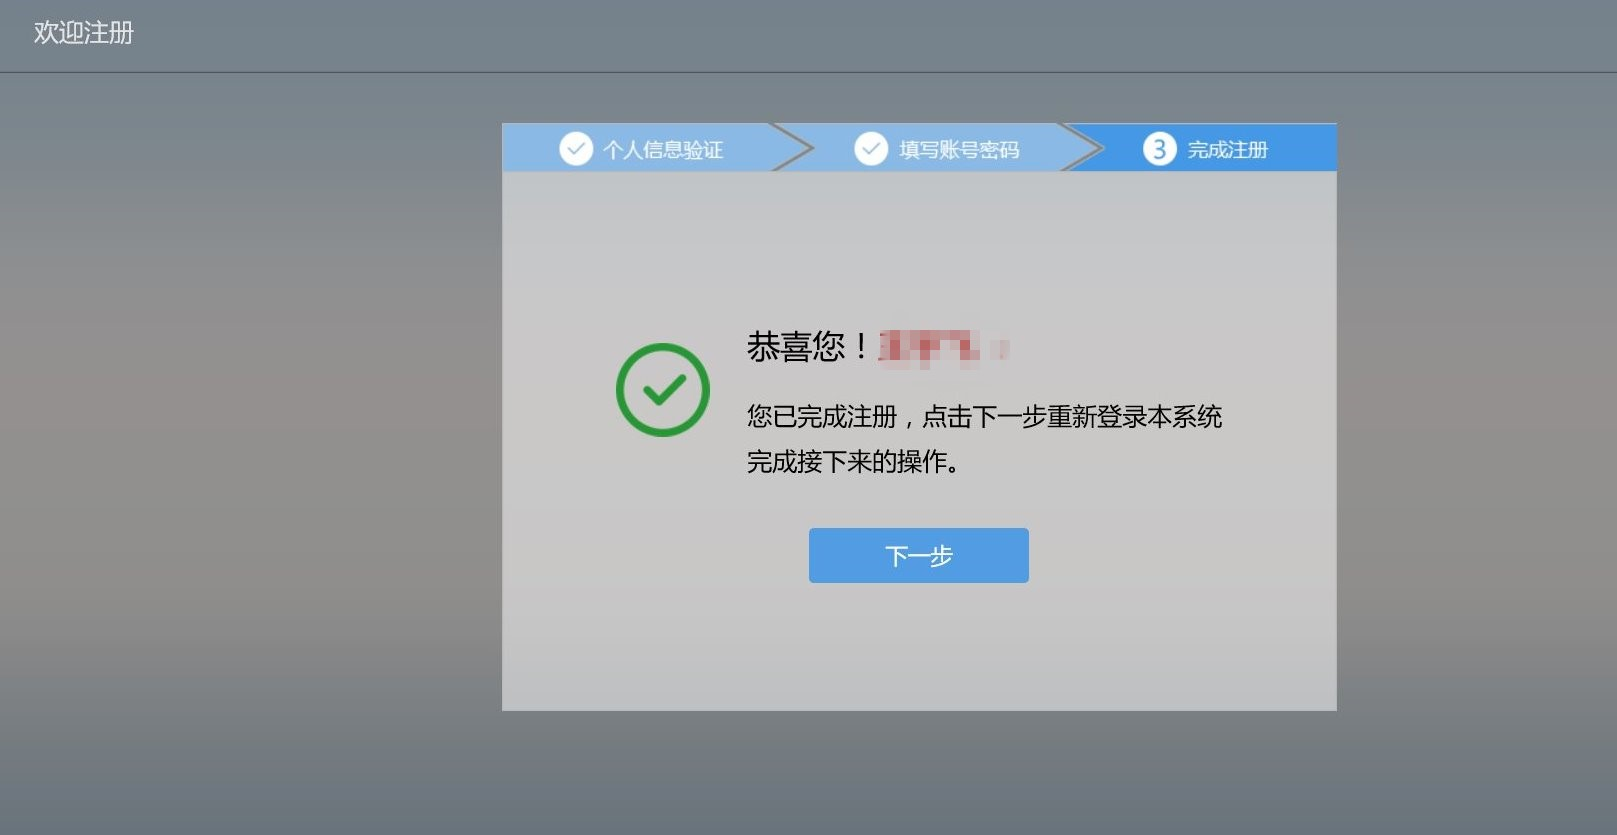 欢迎注册
个人信息验证
填写账号密码
3 完成注册
恭喜您！
您已完成注册，点击下一步重新登录本系统
完成接下来的操作。
下一步